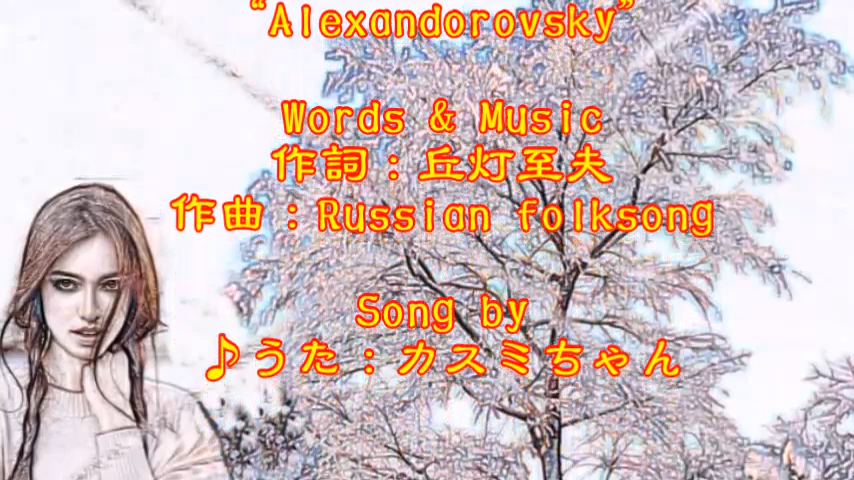 “Alexandorovsky”
Words & Music
作詞：丘灯至夫
作曲：Russian folksong
Song by
♪うた：カスミちゃん